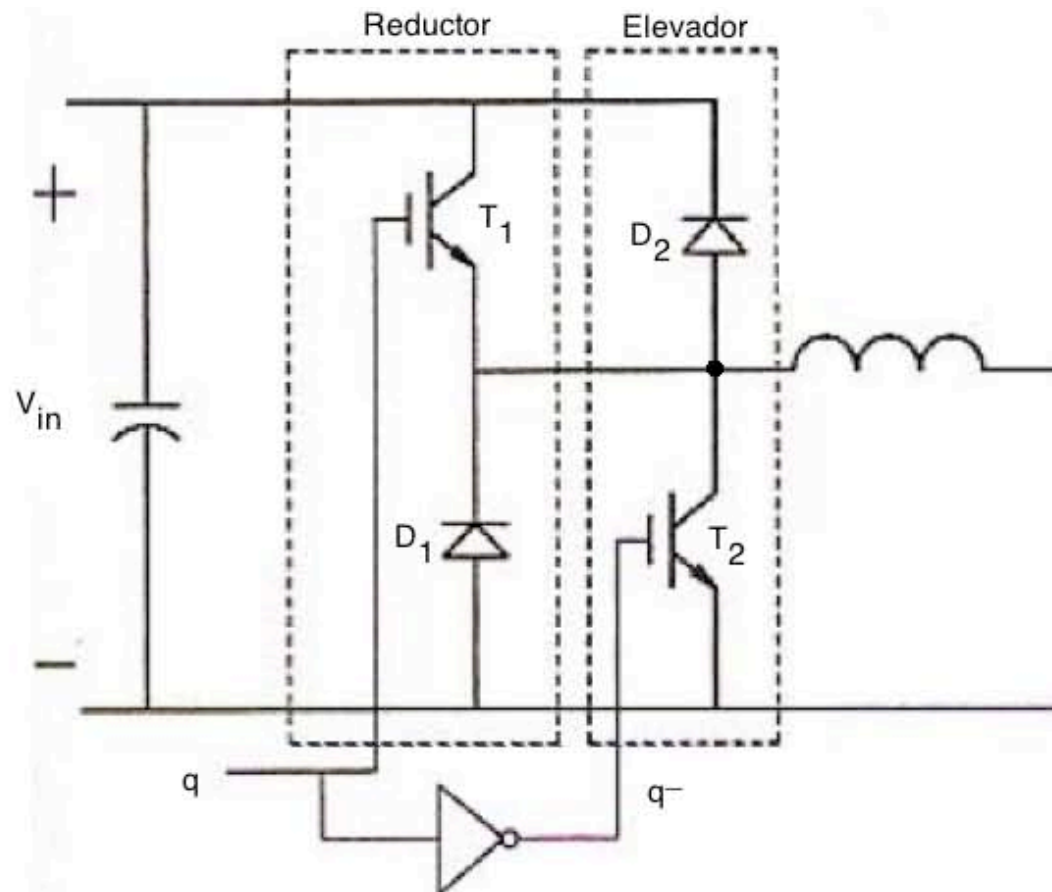 Reductor
Elevador
+
T1
D2
Vin
D1
T2
−
q
q−